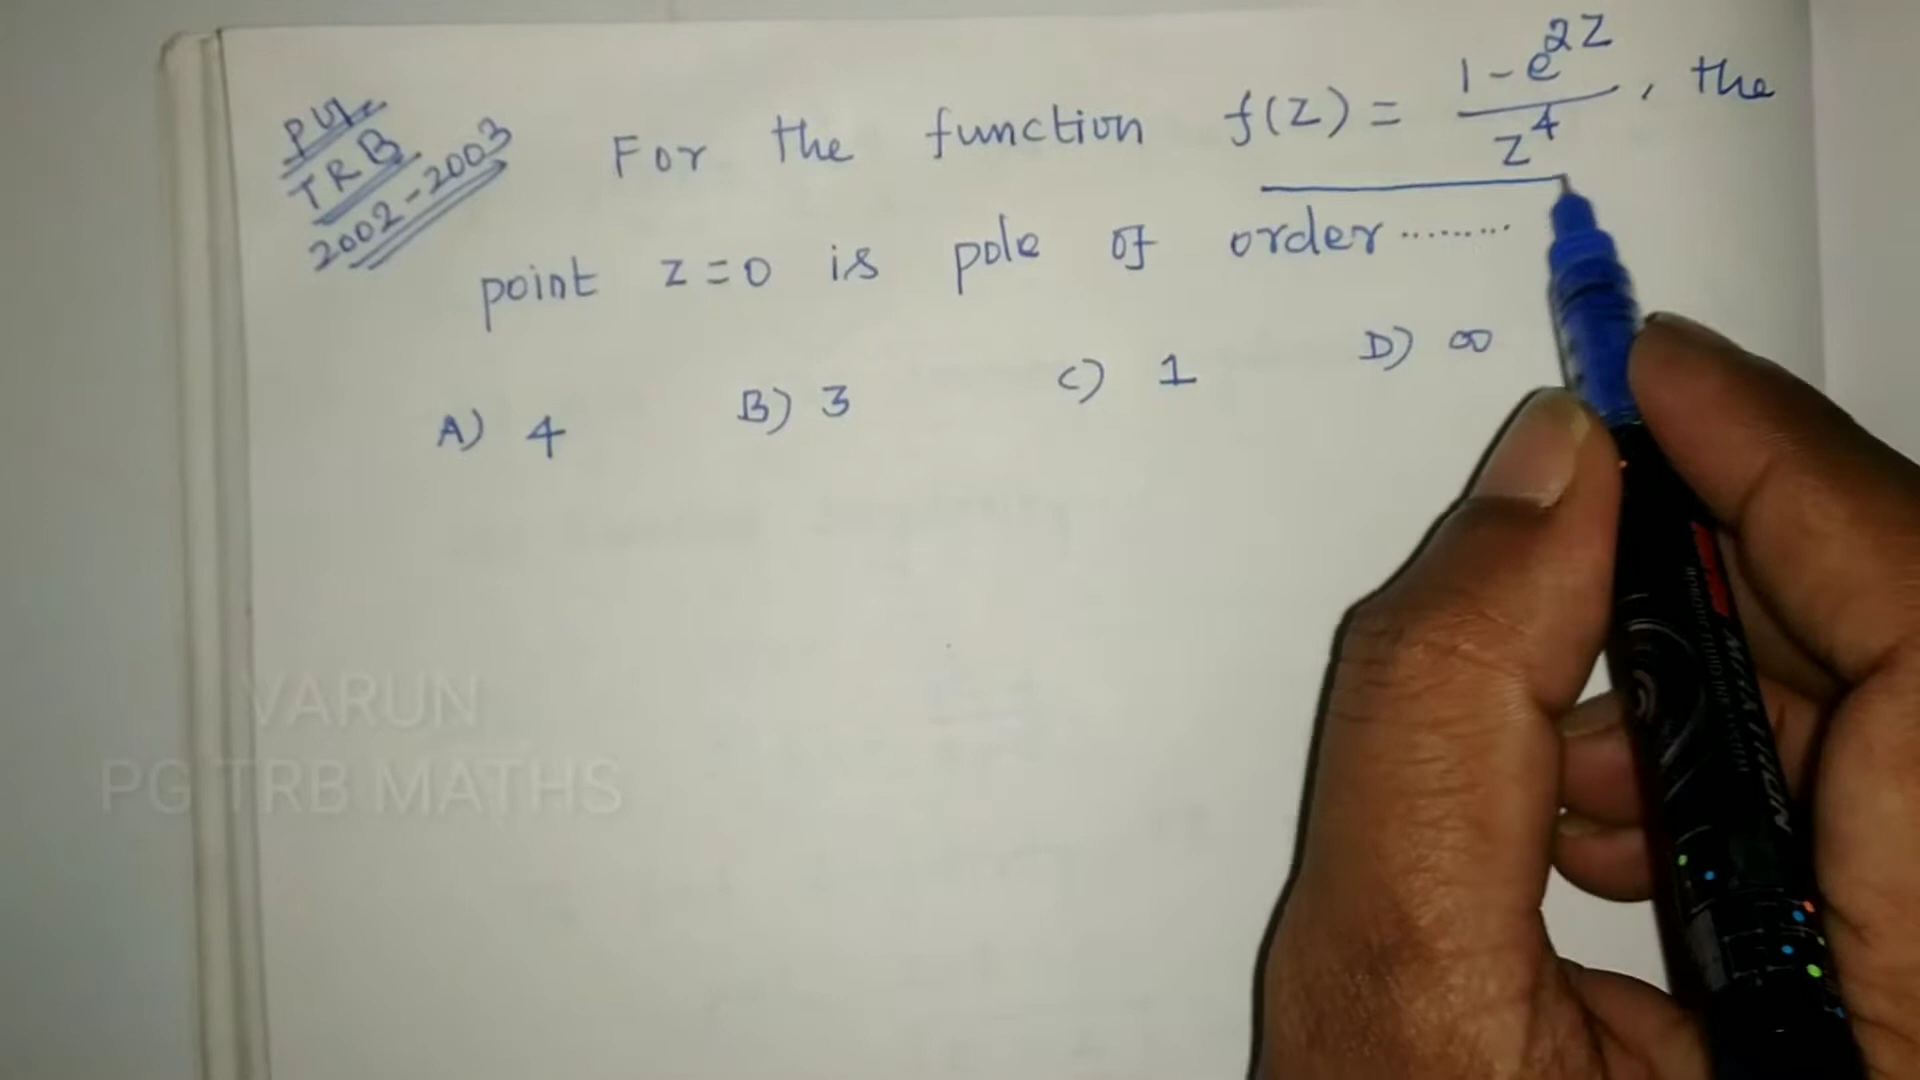 PG
TRB
2002-2003
For the function f(z) = 1-e^2z / z^4, the
point z=0 is pole of order.........
A) 4 B) 3 C) 1 D) ∞
VARUN
PG TRB MATHS